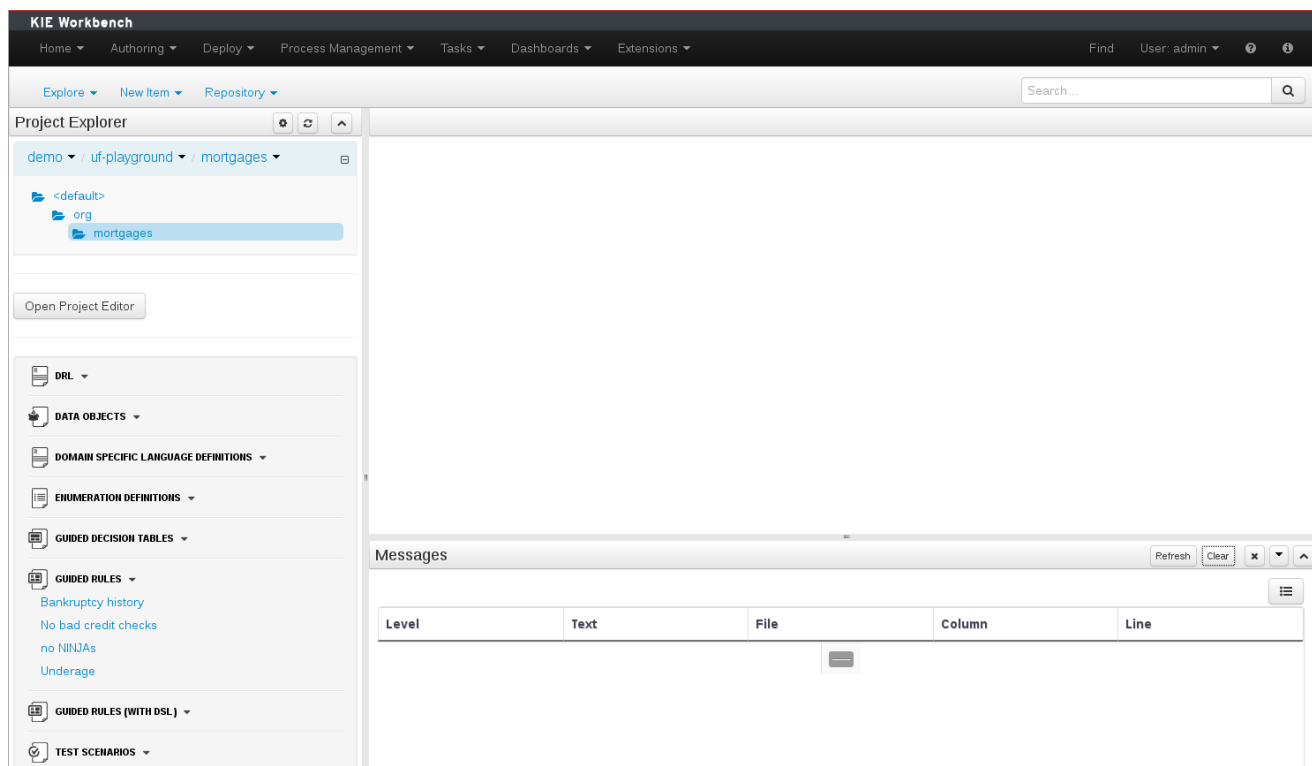 KIE Workbench
Home Authoring Deploy Process Management Tasks Dashboards Extensions Find User: admin
Explore New Item Repository Search...
Project Explorer
demo / uf-playground / mortgages
<default>
org
mortgages
Open Project Editor
DRL
DATA OBJECTS
DOMAIN SPECIFIC LANGUAGE DEFINITIONS
ENUMERATION DEFINITIONS
GUIDED DECISION TABLES
GUIDED RULES
Bankruptcy history
No bad credit checks
no NINJAs
Underage
GUIDED RULES (WITH DSL)
TEST SCENARIOS
Messages Refresh Clear
Level Text File Column Line